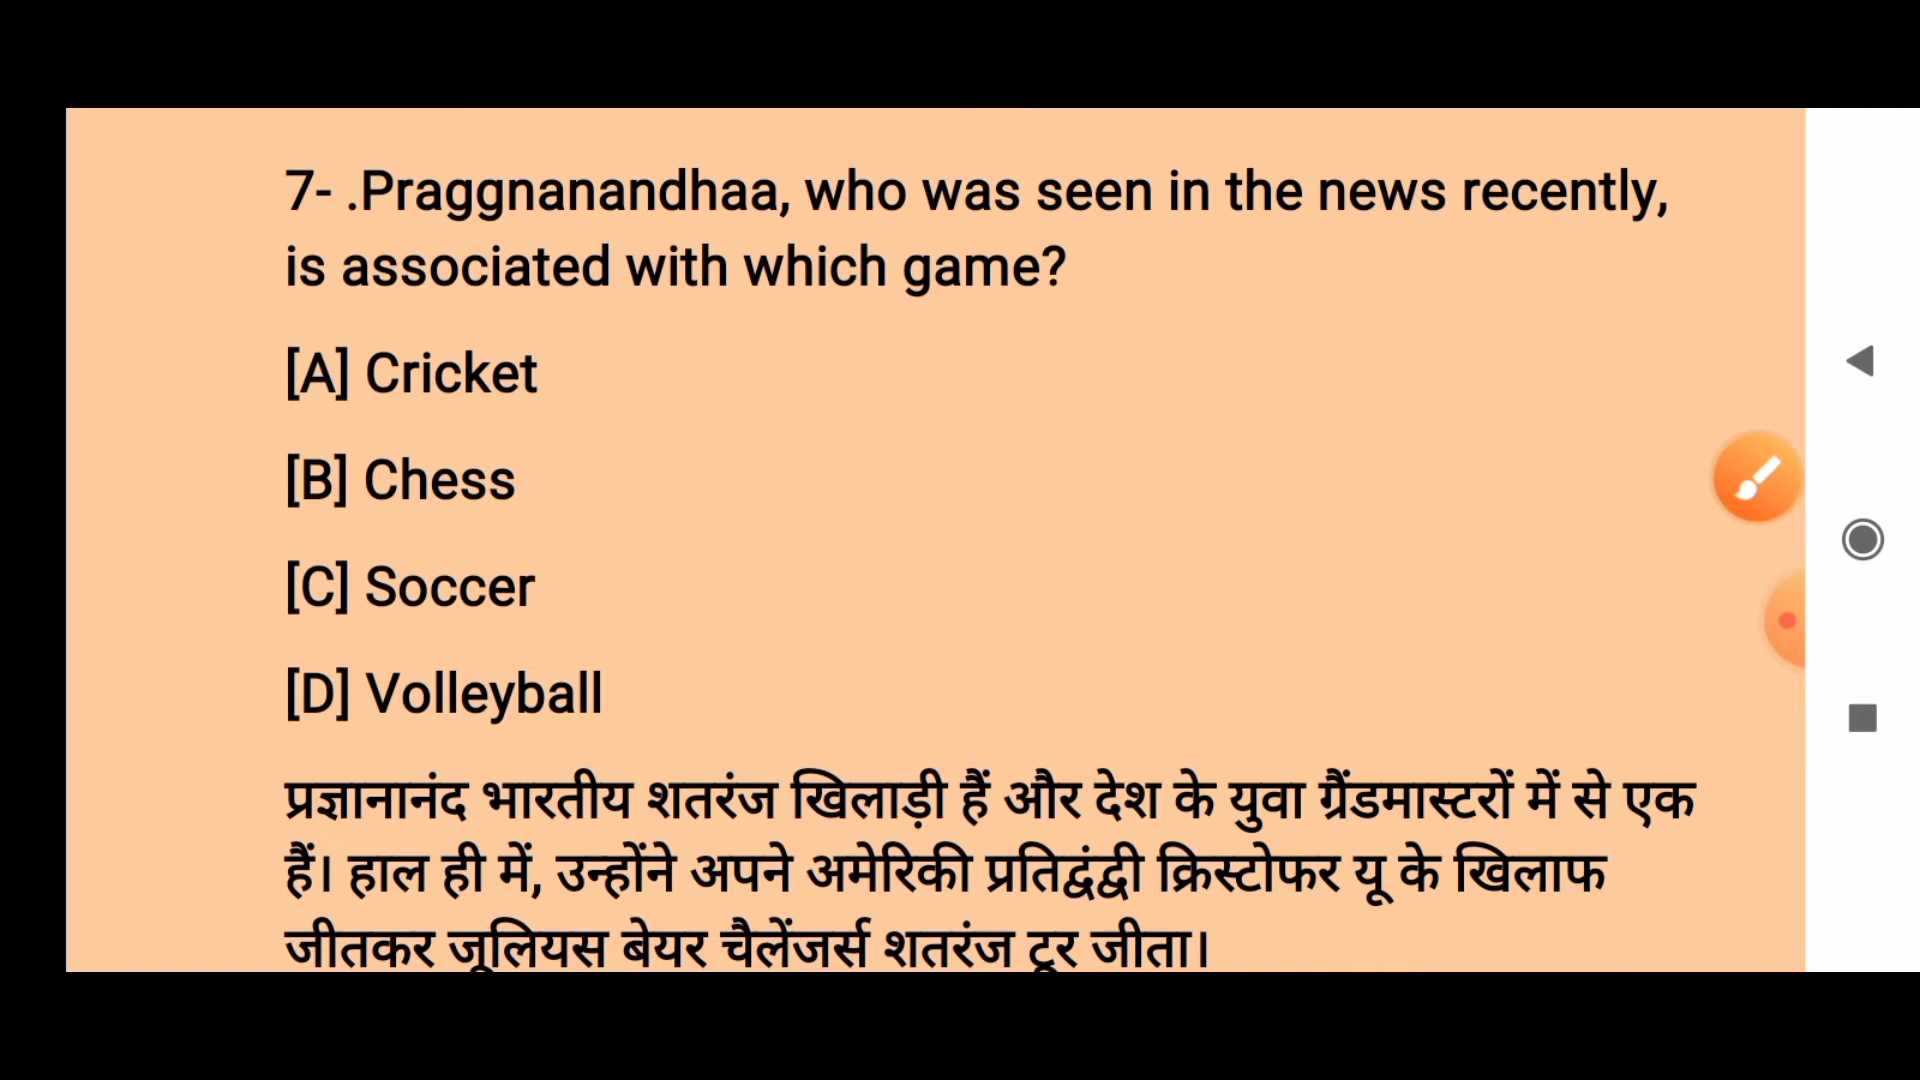 7- .Praggnanandhaa, who was seen in the news recently,
is associated with which game?
[A] Cricket
[B] Chess
[C] Soccer
[D] Volleyball
प्रज्ञानानंद भारतीय शतरंज खिलाड़ी हैं और देश के युवा ग्रैंडमास्टरों में से एक
हैं। हाल ही में, उन्होंने अपने अमेरिकी प्रतिद्वंद्वी क्रिस्टोफर यू के खिलाफ
जीतकर जूलियस बेयर चैलेंजर्स शतरंज टूर जीता।